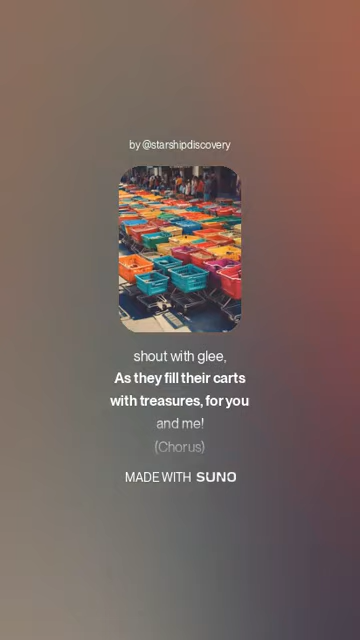 by @starshipdiscovery
shout with glee,
As they fill their carts
with treasures, for you
and me!
(Chorus)
MADE WITH SUNO